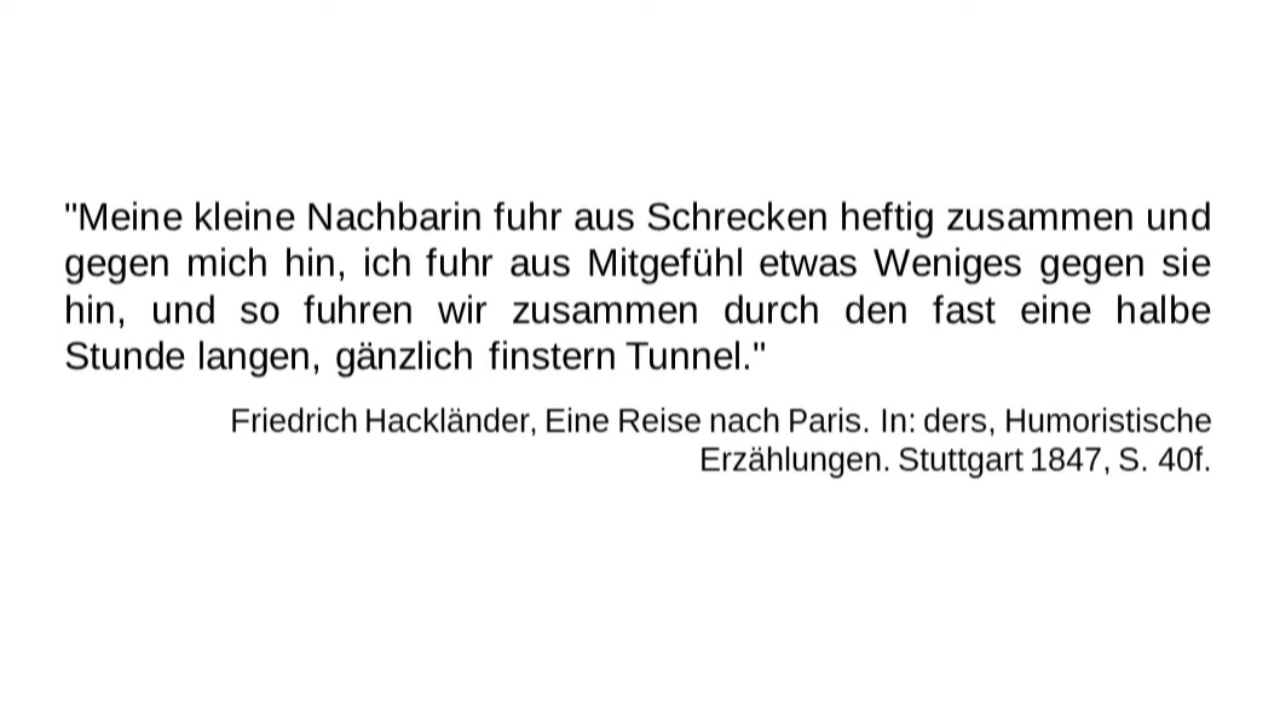 "Meine kleine Nachbarin fuhr aus Schrecken heftig zusammen und
gegen mich hin, ich fuhr aus Mitgefühl etwas Weniges gegen sie
hin, und so fuhren wir zusammen durch den fast eine halbe
Stunde langen, gänzlich finstern Tunnel."
Friedrich Hackländer, Eine Reise nach Paris. In: ders, Humoristische
Erzählungen. Stuttgart 1847, S. 40f.